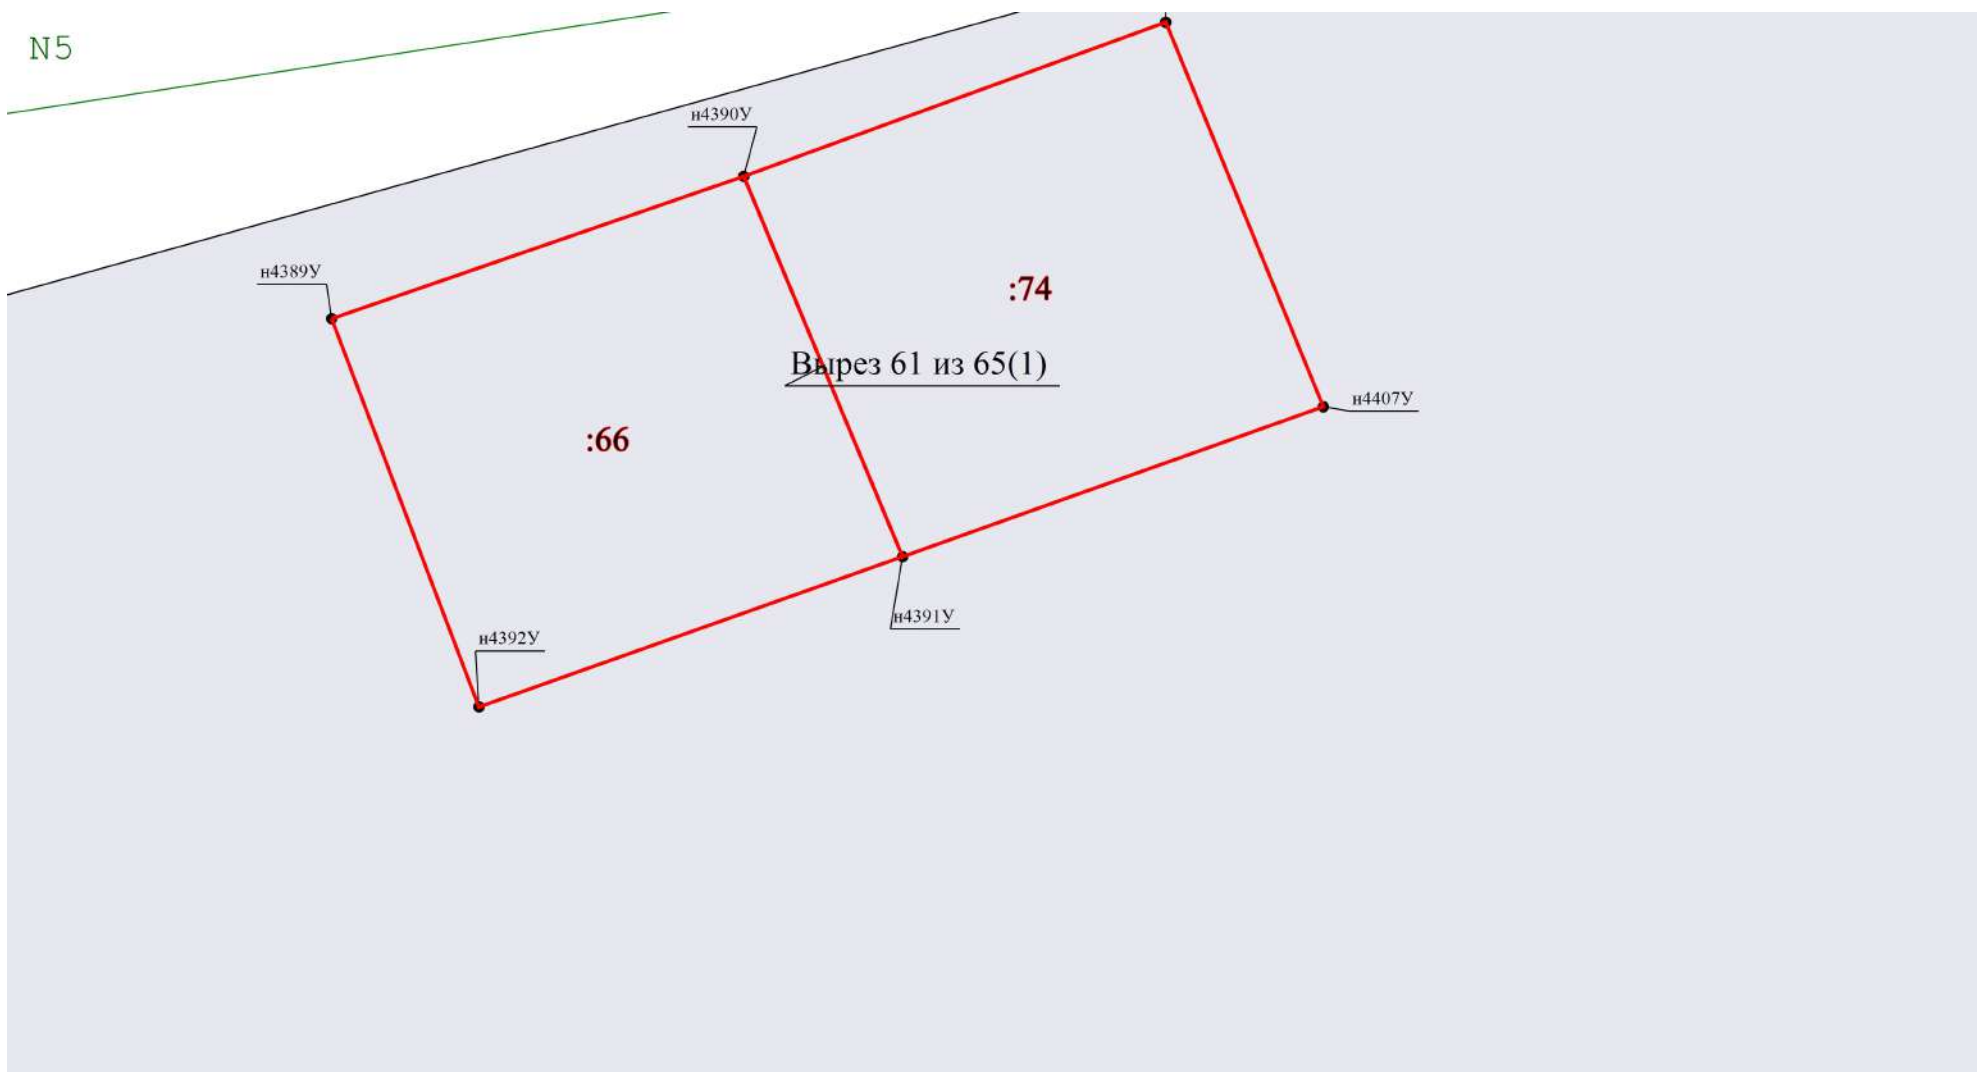 N5
н4390У
н4389У
:74
Вырез 61 из 65(1)
н4407У
:66
н4391У
н4392У